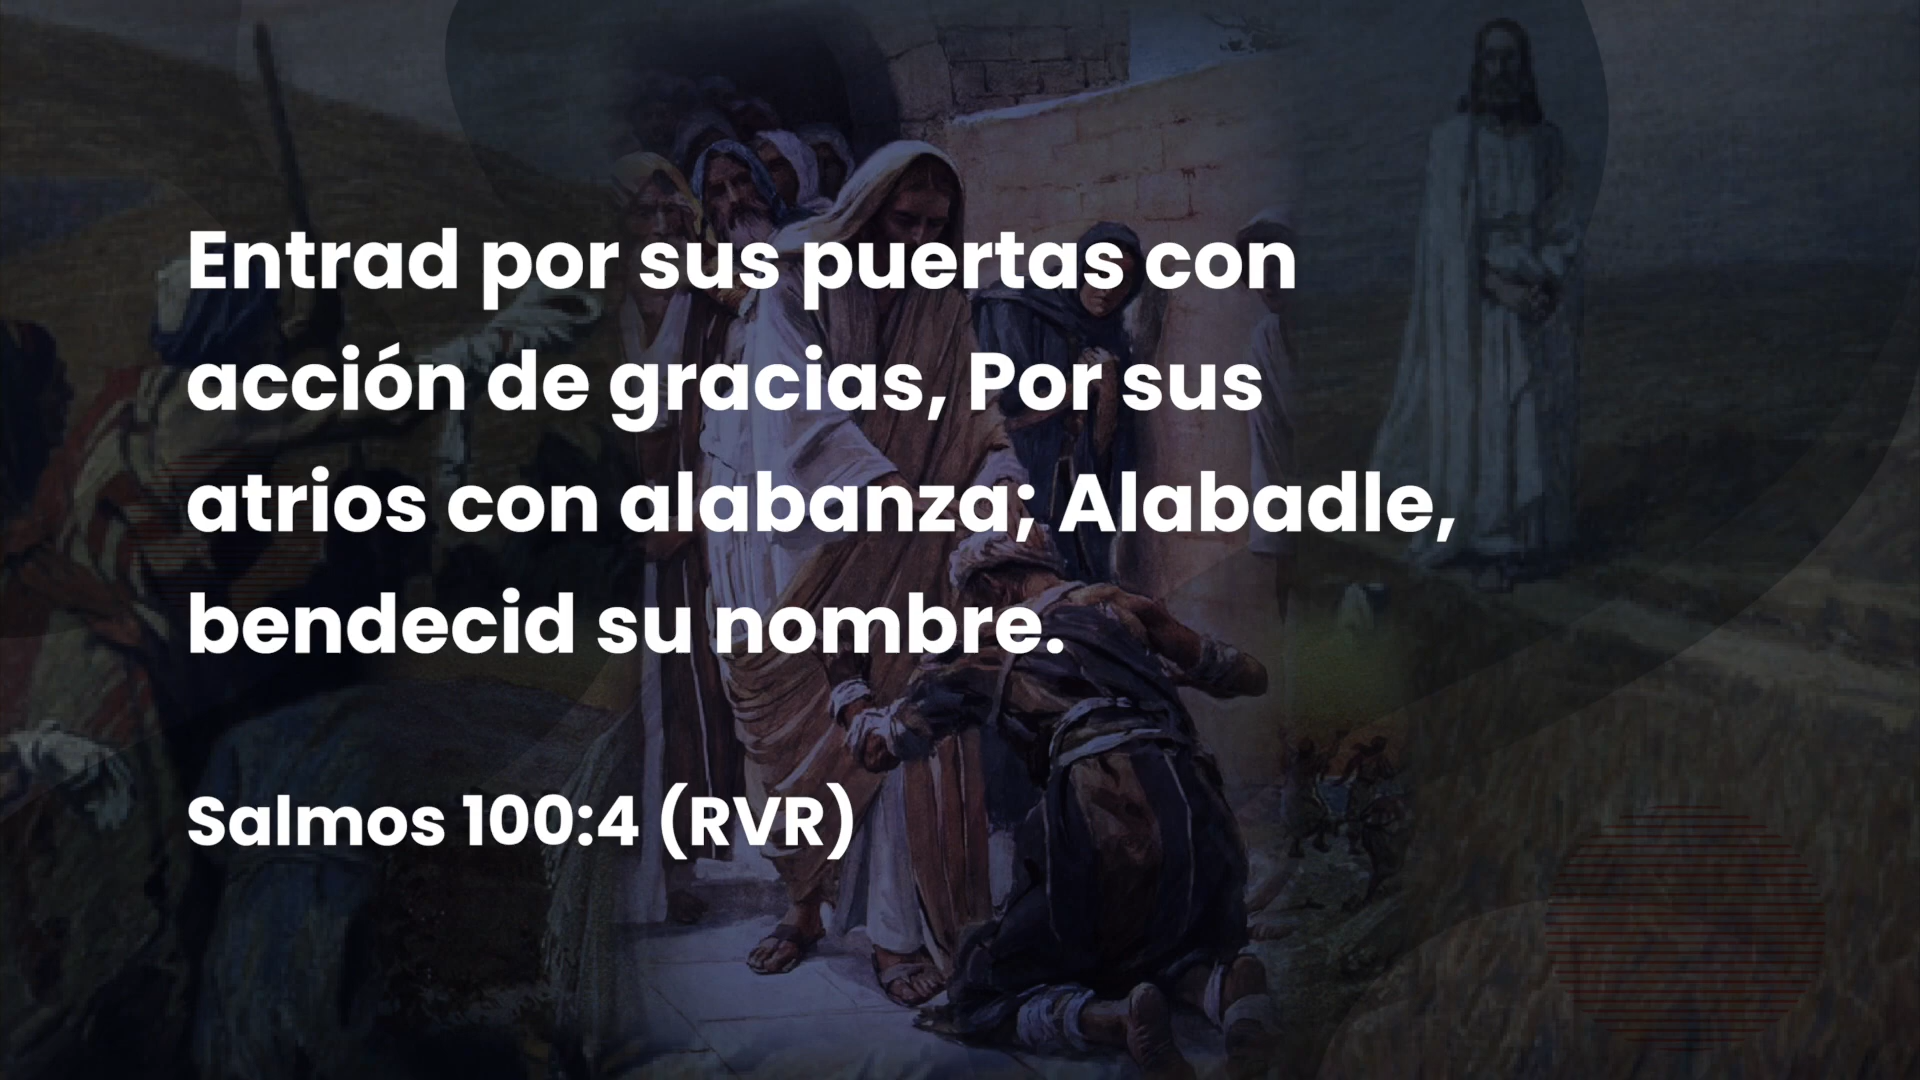 Entrad por sus puertas con
acción de gracias, Por sus
atrios con alabanza; Alabadle,
bendecid su nombre.
Salmos 100:4 (RVR)